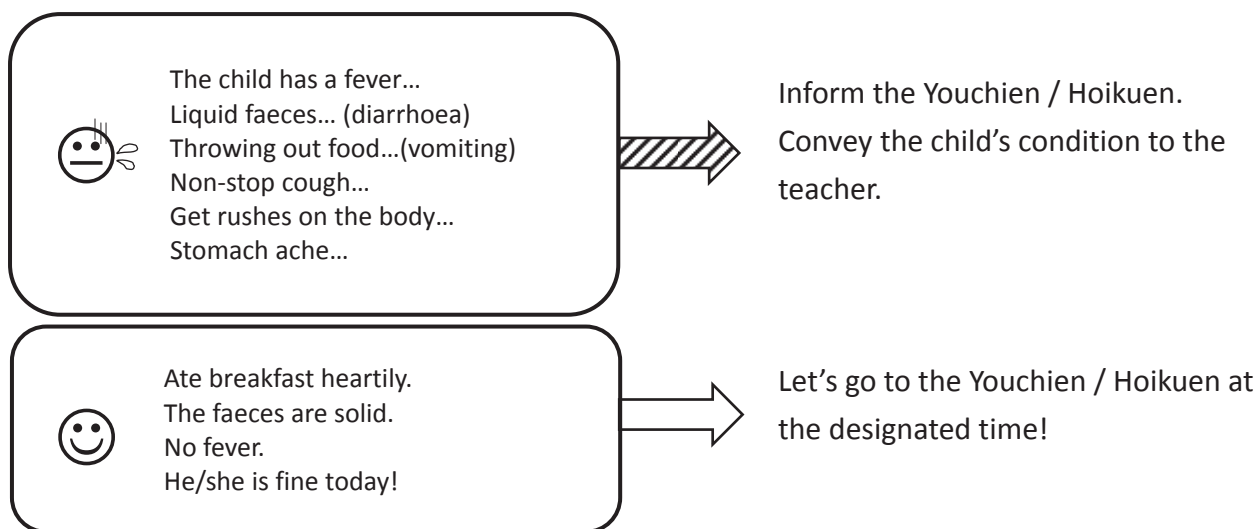 The child has a fever…
Liquid faeces… (diarrhoea)
Throwing out food…(vomiting)
Non-stop cough…
Get rushes on the body…
Stomach ache…
Inform the Youchien / Hoikuen.
Convey the child’s condition to the
teacher.
Ate breakfast heartily.
The faeces are solid.
No fever.
He/she is fine today!
Let’s go to the Youchien / Hoikuen at
the designated time!